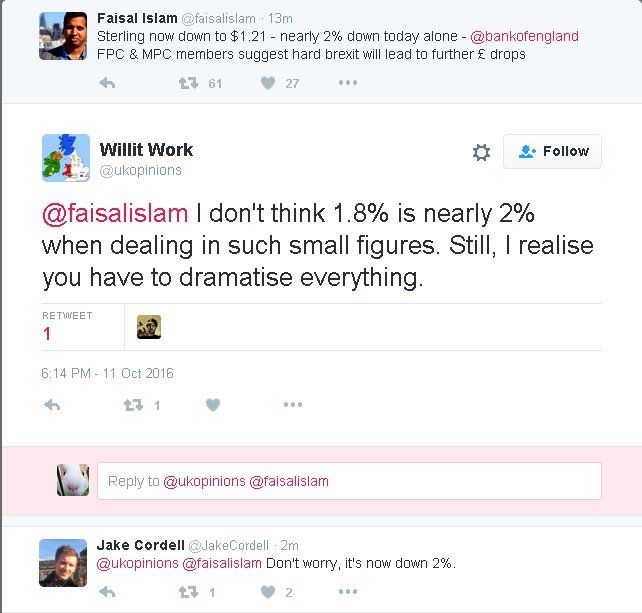 Faisal Islam @faisalislam · 13m
Sterling now down to $1.21 - nearly 2% down today alone - @bankofengland
FPC & MPC members suggest hard brexit will lead to further £ drops
61 27
Willit Work
@ukopinions
Follow
@faisalislam I don't think 1.8% is nearly 2%
when dealing in such small figures. Still, I realise
you have to dramatise everything.
RETWEET
1
6:14 PM - 11 Oct 2016
1
Reply to @ukopinions @faisalislam
Jake Cordell @JakeCordell · 2m
@ukopinions @faisalislam Don't worry, it's now down 2%.
1 2